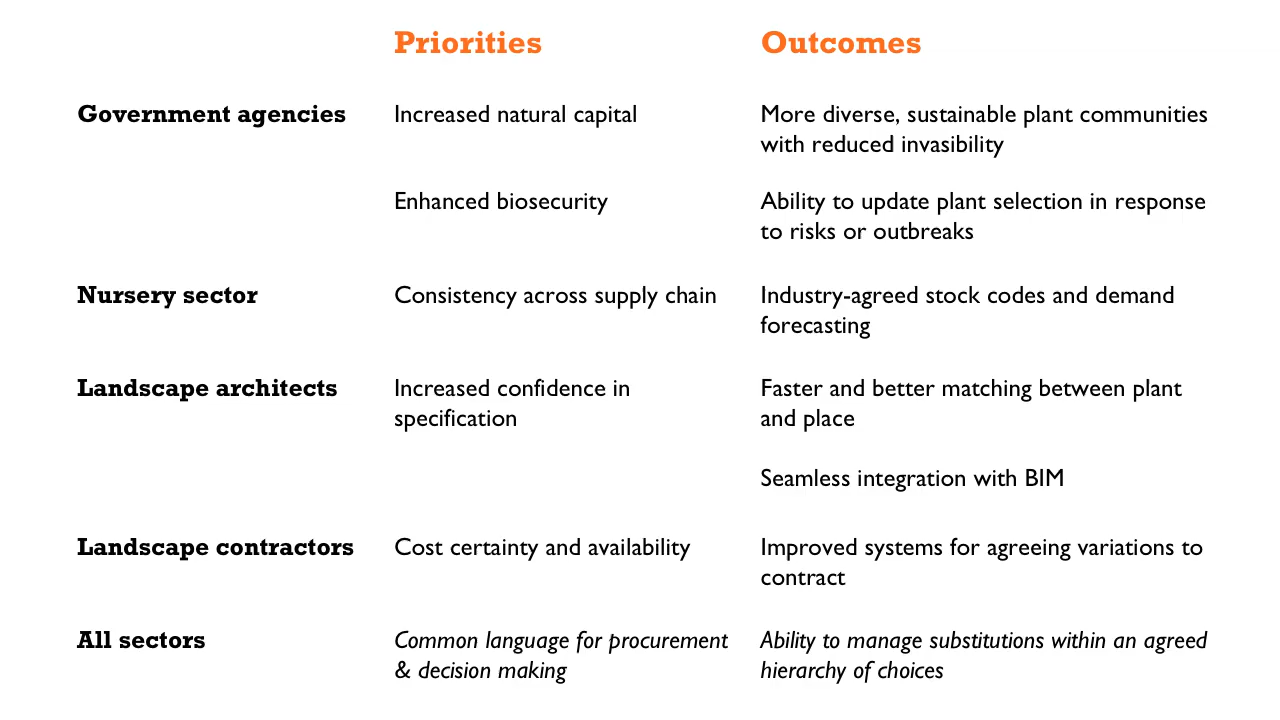 Priorities
Outcomes
Government agencies
Increased natural capital
More diverse, sustainable plant communities
with reduced invasibility
Enhanced biosecurity
Ability to update plant selection in response
to risks or outbreaks
Nursery sector
Consistency across supply chain
Industry-agreed stock codes and demand
forecasting
Landscape architects
Increased confidence in
specification
Faster and better matching between plant
and place
Seamless integration with BIM
Landscape contractors
Cost certainty and availability
Improved systems for agreeing variations to
contract
All sectors
Common language for procurement
& decision making
Ability to manage substitutions within an agreed
hierarchy of choices